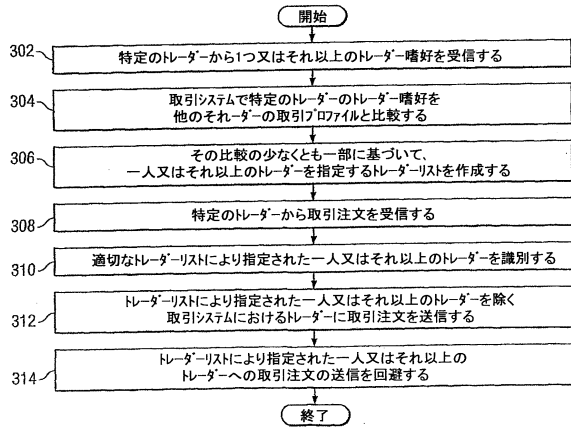 開始
302
特定のトレーダーから1つ又はそれ以上のトレーダー嗜好を受信する
304
取引システムで特定のトレーダーのトレーダー嗜好を
他のそれーダーの取引プロファイルと比較する
306
その比較の少なくとも一部に基づいて、
一人又はそれ以上のトレーダーを指定するトレーダーリストを作成する
308
特定のトレーダーから取引注文を受信する
310
適切なトレーダーリストにより指定された一人又はそれ以上のトレーダーを識別する
312
トレーダーリストにより指定された一人又はそれ以上のトレーダーを除く
取引システムにおけるトレーダーに取引注文を送信する
314
トレーダーリストにより指定された一人又はそれ以上の
トレーダーへの取引注文の送信を回避する
終了